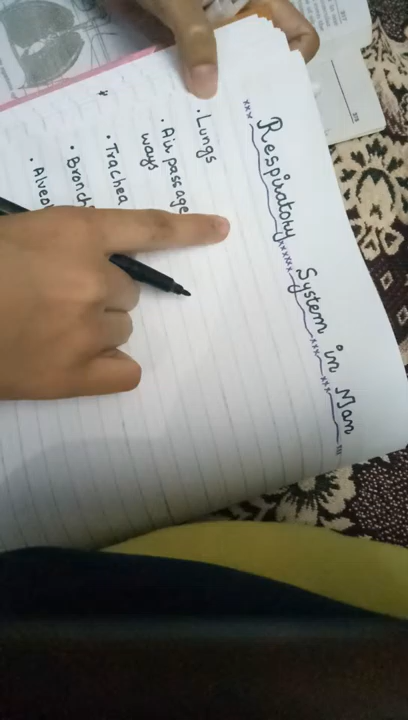 Respiratory System in Man
• Lungs
• Air passage
ways
• Trachea